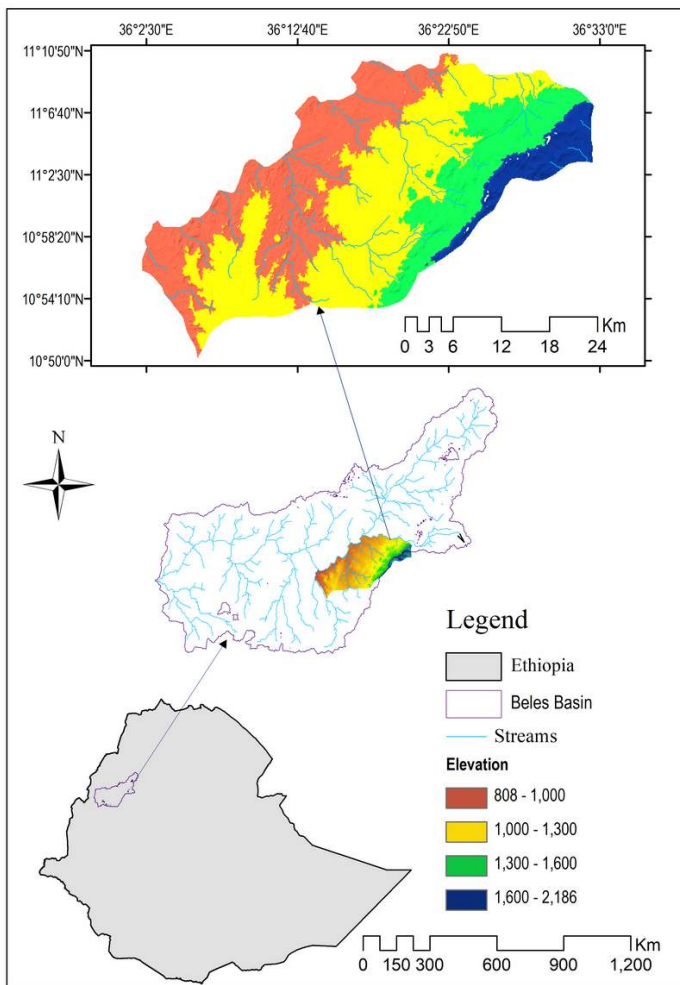 36°2'30"E 36°12'40"E 36°22'50"E 36°33'0"E
11°10'50"N
11°6'40"N
11°2'30"N
10°58'20"N
10°54'10"N
10°50'0"N
Km
0 3 6 12 18 24
N
Legend
Ethiopia
Beles Basin
Streams
Elevation
808 - 1,000
1,000 - 1,300
1,300 - 1,600
1,600 - 2,186
Km
0 150 300 600 900 1,200